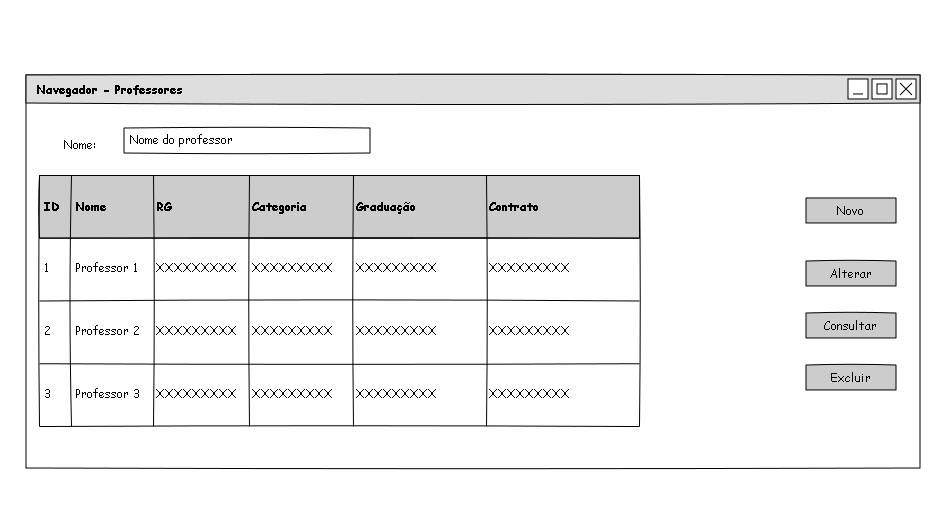 Navegador - Professores
Nome: Nome do professor
ID Nome RG Categoria Graduação Contrato
1 Professor 1 XXXXXXXXX XXXXXXXXX XXXXXXXXX XXXXXXXXX
2 Professor 2 XXXXXXXXX XXXXXXXXX XXXXXXXXX XXXXXXXXX
3 Professor 3 XXXXXXXXX XXXXXXXXX XXXXXXXXX XXXXXXXXX
Novo
Alterar
Consultar
Excluir